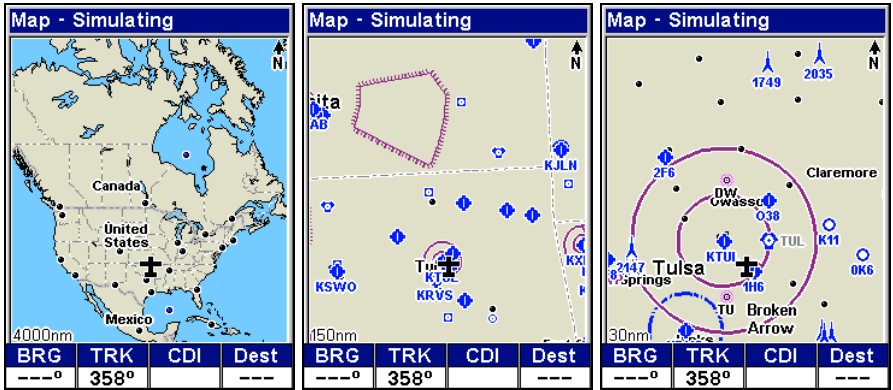 Map - Simulating
N
Canada
United
States
Mexico
4000nm
BRG TRK CDI Dest
---º 358º ---
Map - Simulating
N
ita
AB
KJLN
KSWO
KRVS
150nm
BRG TRK CDI Dest
---º 358º ---
Map - Simulating
N
1749
2035
2F6
Claremore
DW
Owasso
O38
KTUL
TUL
K11
0K6
2147
Tulsa
1H6
Springs
TU
Broken
Arrow
30nm
BRG TRK CDI Dest
---º 358º ---